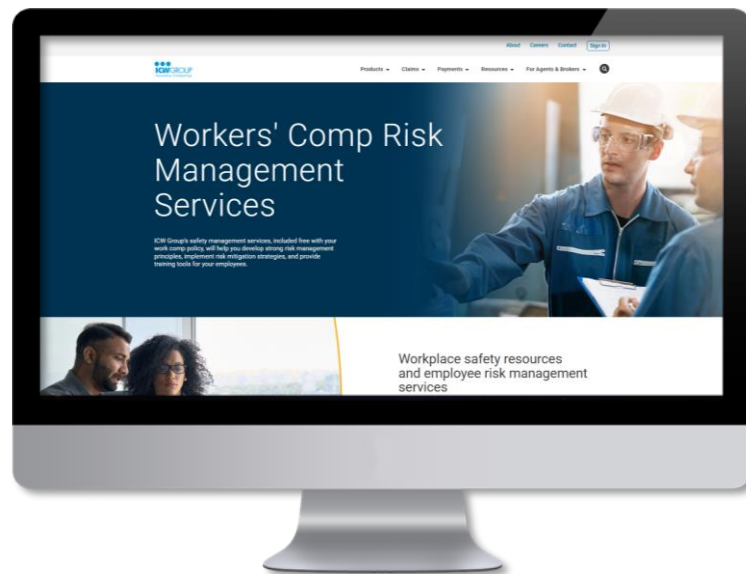 About Careers Contact Sign In
ICW GROUP
Products Claims Payments Resources For Agents & Brokers
Workers' Comp Risk
Management
Services
ICW Group's safety management services, included free with your
work comp policy, will help you develop strong risk management
principles, implement risk mitigation strategies, and provide
training tools for your employees.
Workplace safety resources
and employee risk management
services